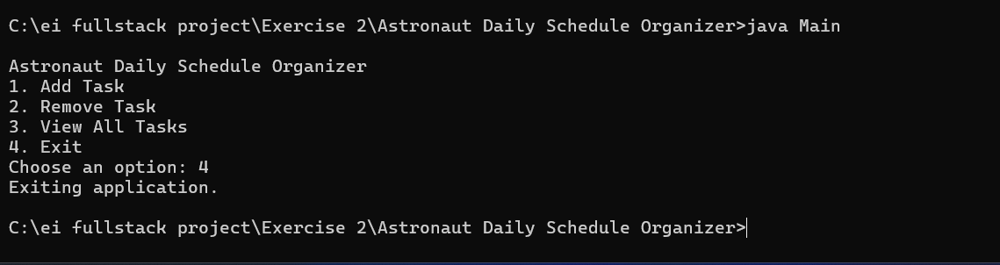 C:\ei fullstack project\Exercise 2\Astronaut Daily Schedule Organizer>java Main
Astronaut Daily Schedule Organizer
1. Add Task
2. Remove Task
3. View All Tasks
4. Exit
Choose an option: 4
Exiting application.
C:\ei fullstack project\Exercise 2\Astronaut Daily Schedule Organizer>